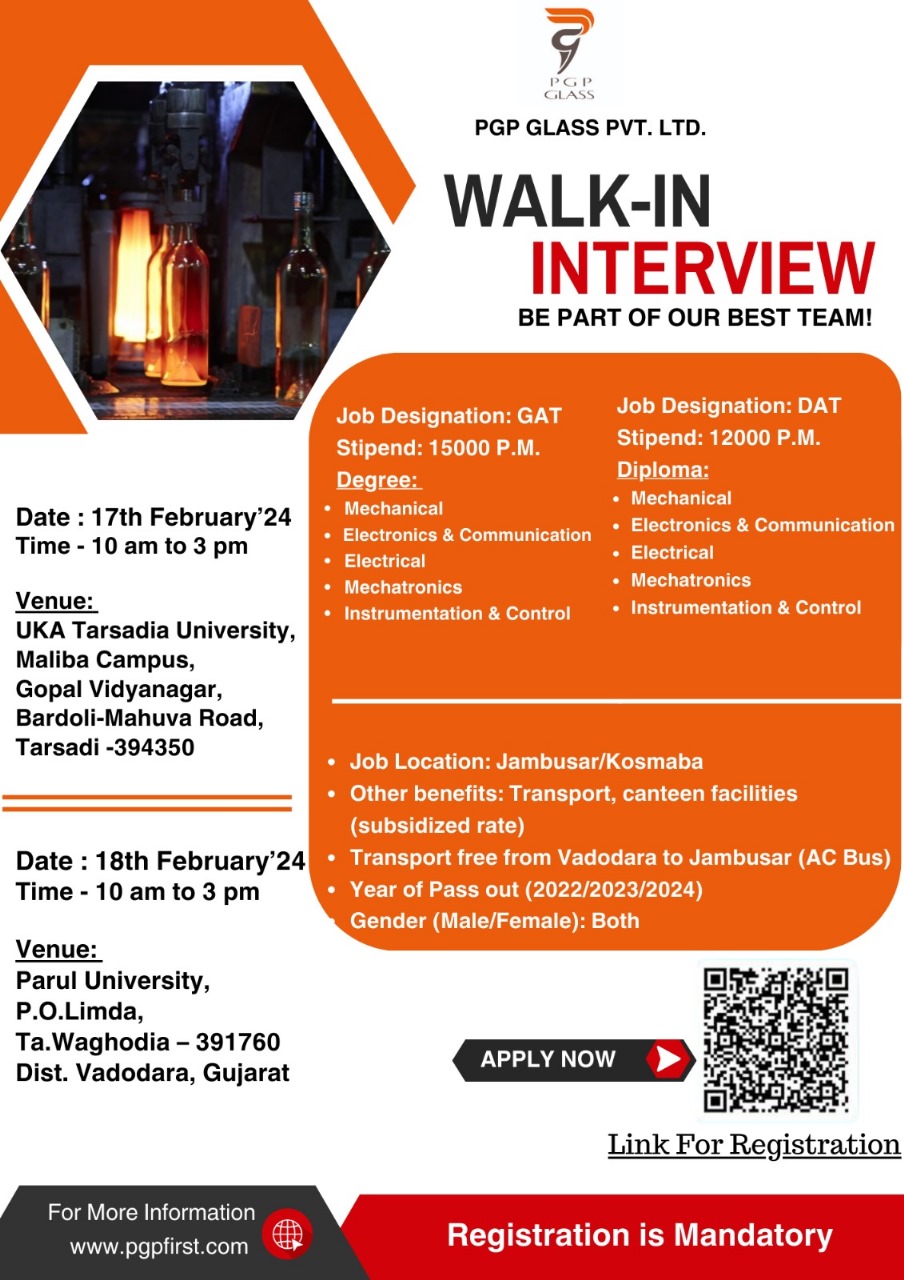 PGP
GLASS
PGP GLASS PVT. LTD.
WALK-IN
INTERVIEW
BE PART OF OUR BEST TEAM!
Job Designation: GAT
Stipend: 15000 P.M.
Degree:
• Mechanical
• Electronics & Communication
• Electrical
• Mechatronics
• Instrumentation & Control
Job Designation: DAT
Stipend: 12000 P.M.
Diploma:
• Mechanical
• Electronics & Communication
• Electrical
• Mechatronics
• Instrumentation & Control
Date : 17th February’24
Time - 10 am to 3 pm
Venue:
UKA Tarsadia University,
Maliba Campus,
Gopal Vidyanagar,
Bardoli-Mahuva Road,
Tarsadi -394350
• Job Location: Jambusar/Kosmaba
• Other benefits: Transport, canteen facilities
(subsidized rate)
• Transport free from Vadodara to Jambusar (AC Bus)
• Year of Pass out (2022/2023/2024)
• Gender (Male/Female): Both
Date : 18th February’24
Time - 10 am to 3 pm
Venue:
Parul University,
P.O.Limda,
Ta.Waghodia – 391760
Dist. Vadodara, Gujarat
APPLY NOW
Link For Registration
For More Information
www.pgpfirst.com
Registration is Mandatory